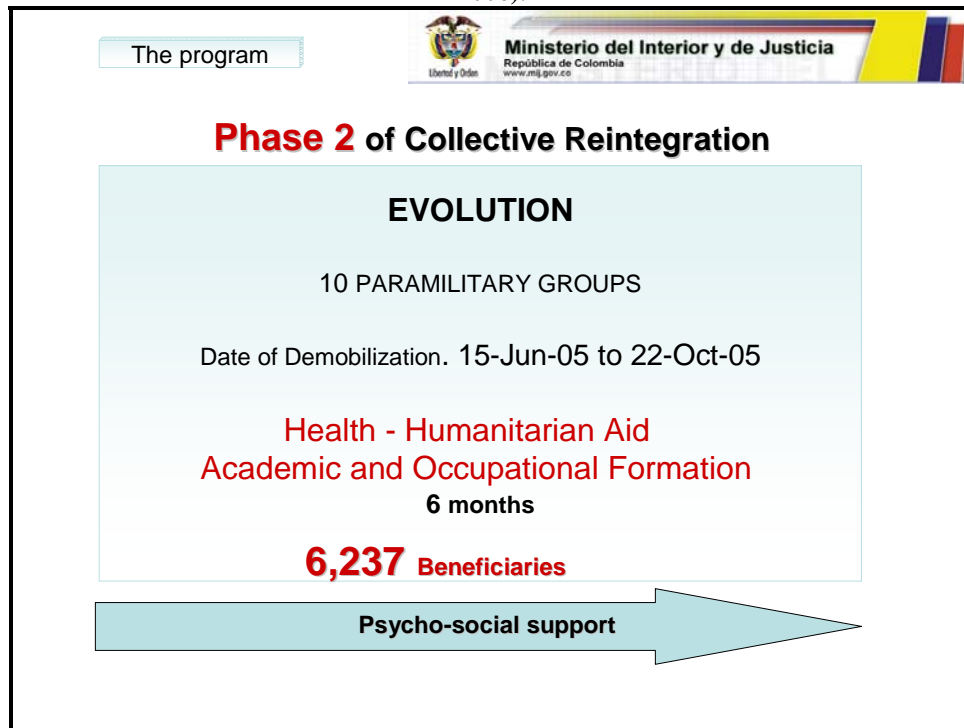 The program
Libertad y Orden
Ministerio del Interior y de Justicia
República de Colombia
www.mij.gov.co
Phase 2 of Collective Reintegration
EVOLUTION
10 PARAMILITARY GROUPS
Date of Demobilization. 15-Jun-05 to 22-Oct-05
Health - Humanitarian Aid
Academic and Occupational Formation
6 months
6,237 Beneficiaries
Psycho-social support